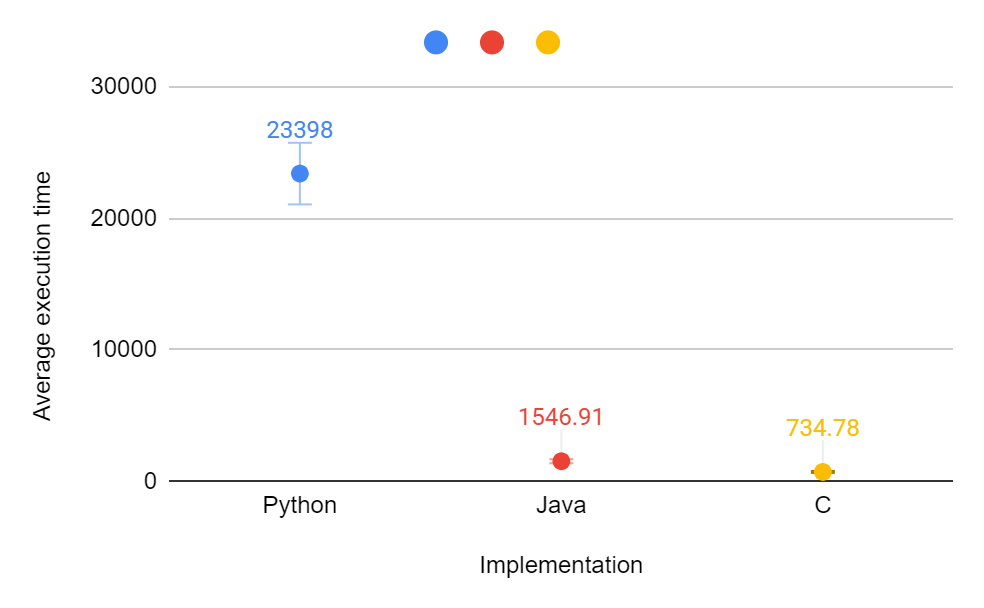 30000
23398
20000
10000
1546.91
734.78
0
Python Java C
Implementation
Average execution time